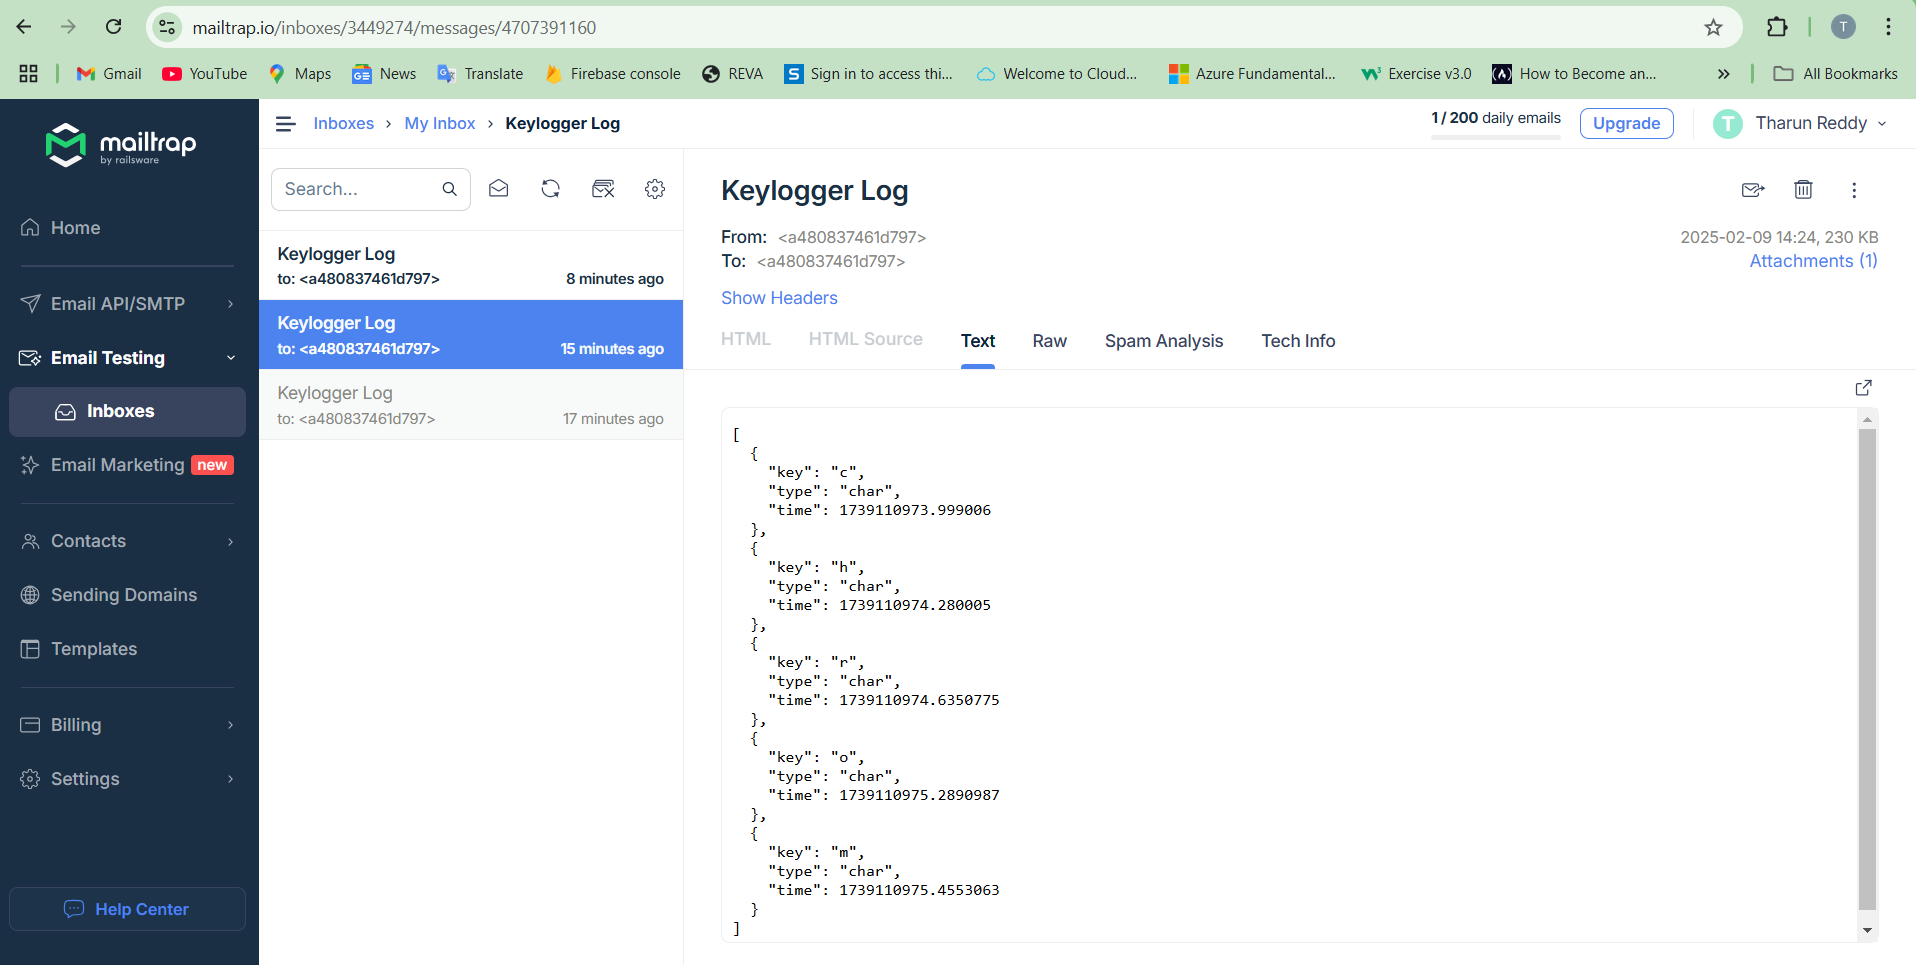 mailtrap.io/inboxes/3449274/messages/4707391160
T
Gmail YouTube Maps News Translate Firebase console REVA Sign in to access thi... Welcome to Cloud... Azure Fundamental... Exercise v3.0 How to Become an... » All Bookmarks
mailtrap
by railsware
Home
Email API/SMTP
Email Testing
Inboxes
Email Marketing new
Contacts
Sending Domains
Templates
Billing
Settings
Help Center
Inboxes › My Inbox › Keylogger Log
1 / 200 daily emails
Upgrade
T Tharun Reddy
Search...
Keylogger Log
to: <a480837461d797> 8 minutes ago
Keylogger Log
to: <a480837461d797> 15 minutes ago
Keylogger Log
to: <a480837461d797> 17 minutes ago
Keylogger Log
From: <a480837461d797>
2025-02-09 14:24, 230 KB
To: <a480837461d797>
Attachments (1)
Show Headers
HTML HTML Source Text Raw Spam Analysis Tech Info
[
{
"key": "c",
"type": "char",
"time": 1739110973.999006
},
{
"key": "h",
"type": "char",
"time": 1739110974.280005
},
{
"key": "r",
"type": "char",
"time": 1739110974.6350775
},
{
"key": "o",
"type": "char",
"time": 1739110975.2890987
},
{
"key": "m",
"type": "char",
"time": 1739110975.4553063
}
]